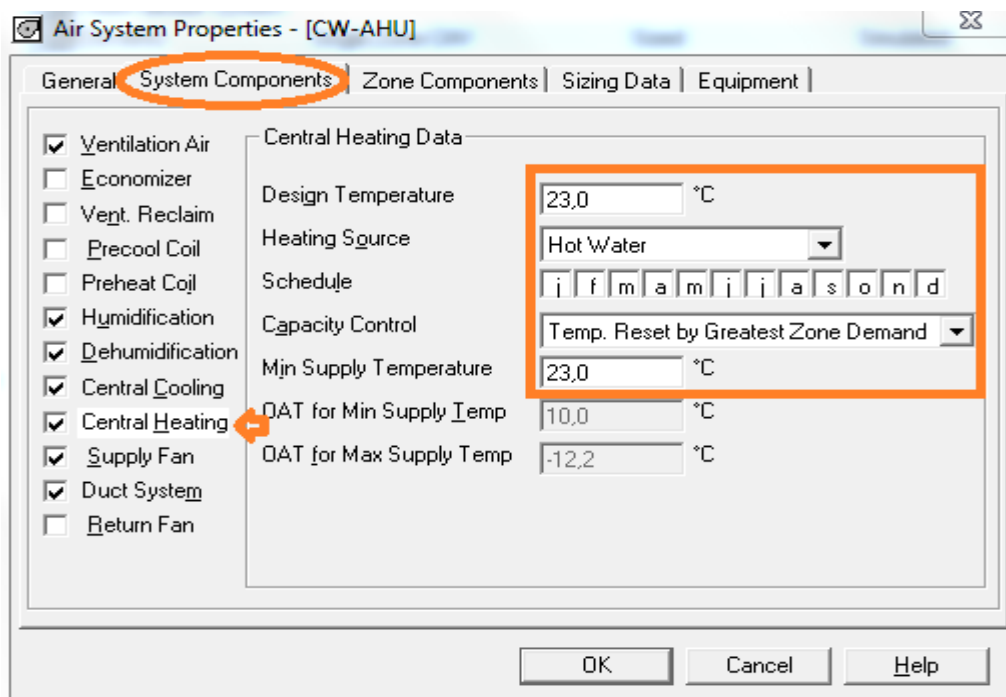 Air System Properties - [CW-AHU]
General System Components Zone Components Sizing Data Equipment
Ventilation Air
Economizer
Vent. Reclaim
Precool Coil
Preheat Coil
Humidification
Dehumidification
Central Cooling
Central Heating
Supply Fan
Duct System
Return Fan
Central Heating Data
Design Temperature 23,0 °C
Heating Source Hot Water
Schedule j f m a m j j a s o n d
Capacity Control Temp. Reset by Greatest Zone Demand
Min Supply Temperature 23,0 °C
OAT for Min Supply Temp 10,0 °C
OAT for Max Supply Temp -12,2 °C
OK Cancel Help